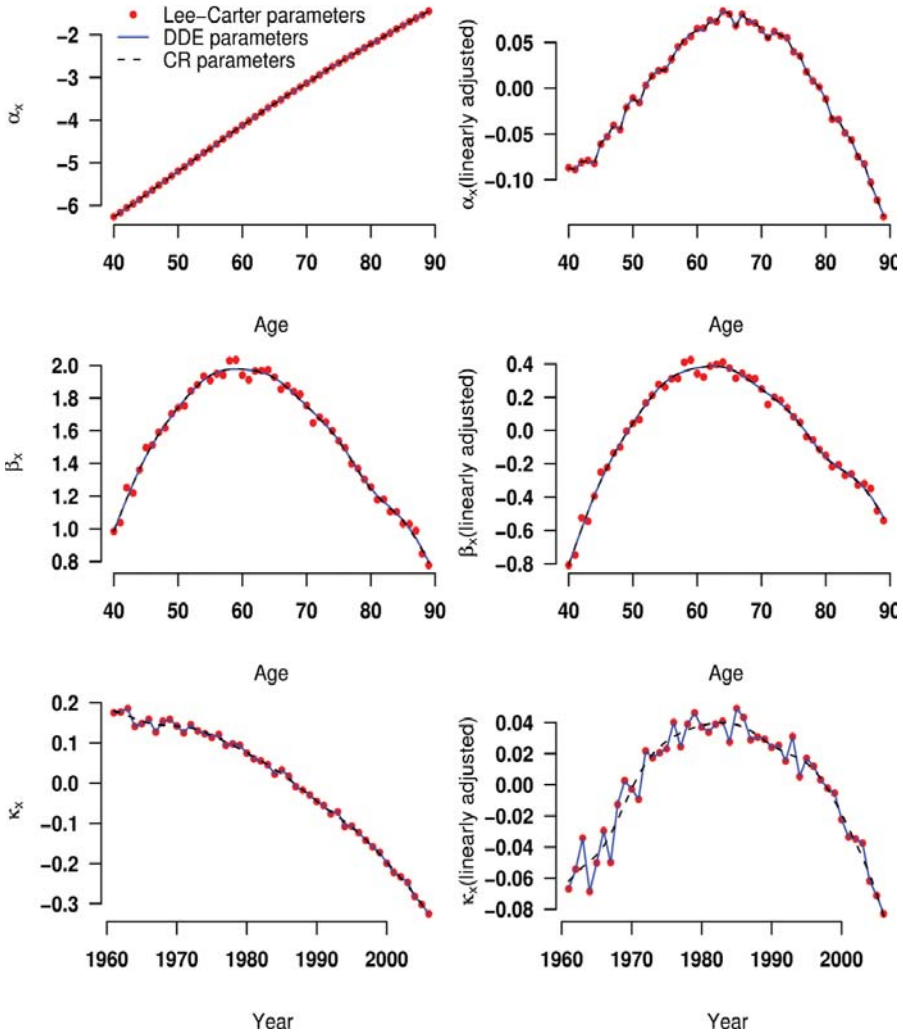 Lee−Carter parameters
DDE parameters
CR parameters
αx
−2
−3
−4
−5
−6
40 50 60 70 80 90
Age
αx(linearly adjusted)
0.05
0.00
−0.05
−0.10
40 50 60 70 80 90
Age
βx
2.0
1.8
1.6
1.4
1.2
1.0
0.8
40 50 60 70 80 90
Age
βx(linearly adjusted)
0.4
0.2
0.0
−0.2
−0.4
−0.6
−0.8
40 50 60 70 80 90
Age
κx
0.2
0.1
0.0
−0.1
−0.2
−0.3
1960 1970 1980 1990 2000
Year
κx(linearly adjusted)
0.04
0.02
0.00
−0.02
−0.04
−0.06
−0.08
1960 1970 1980 1990 2000
Year